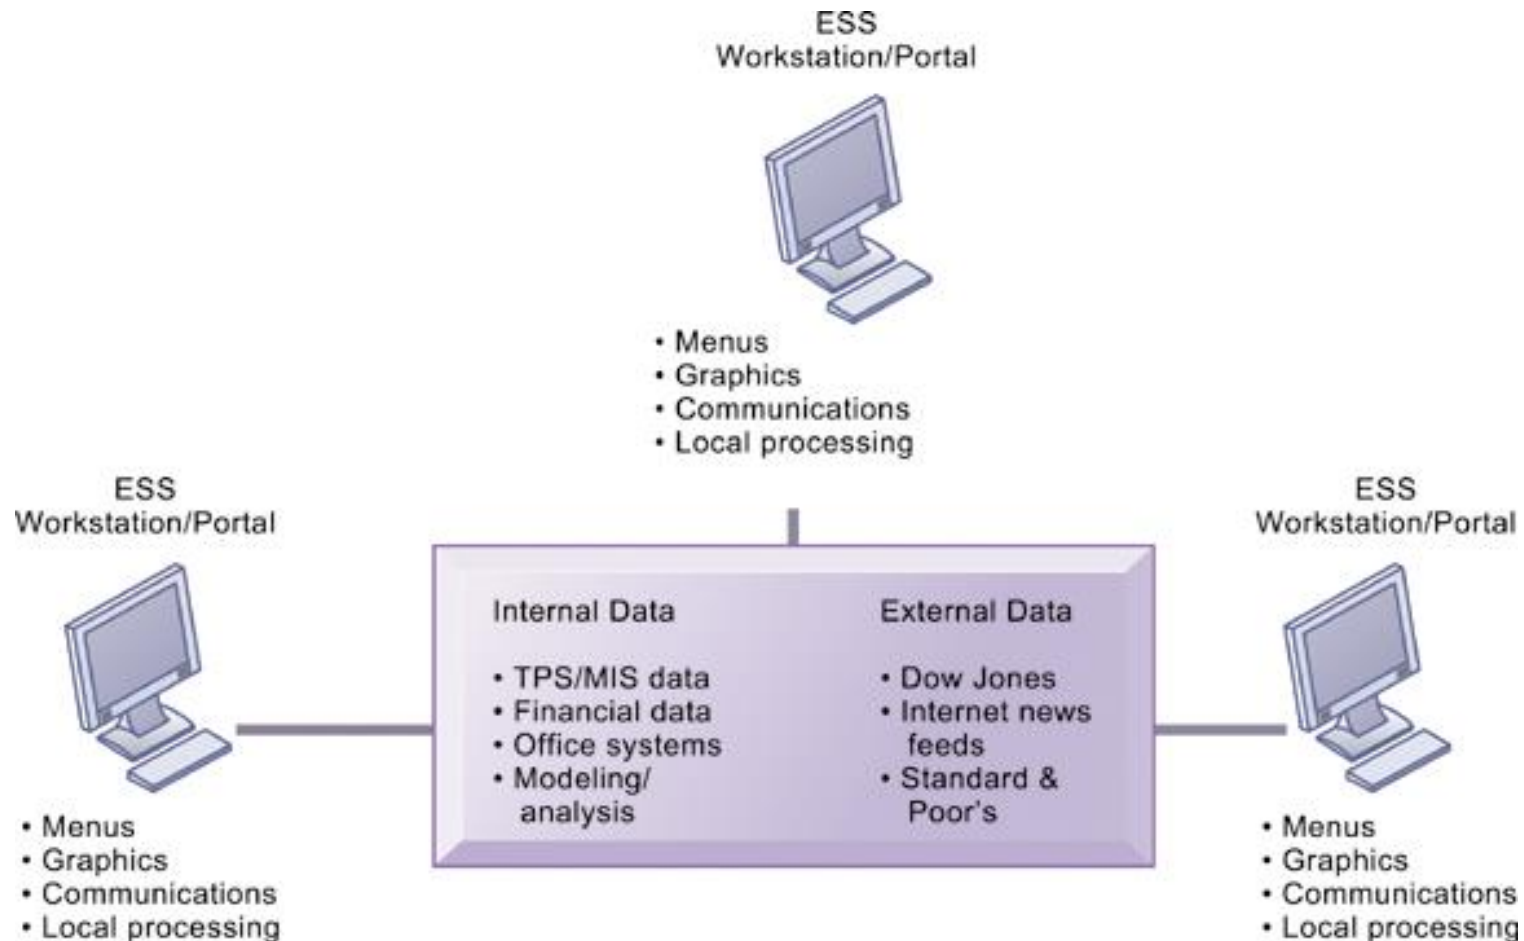 ESS
Workstation/Portal
• Menus
• Graphics
• Communications
• Local processing
ESS
Workstation/Portal
• Menus
• Graphics
• Communications
• Local processing
Internal Data
• TPS/MIS data
• Financial data
• Office systems
• Modeling/
analysis
External Data
• Dow Jones
• Internet news
feeds
• Standard &
Poor's
ESS
Workstation/Portal
• Menus
• Graphics
• Communications
• Local processing